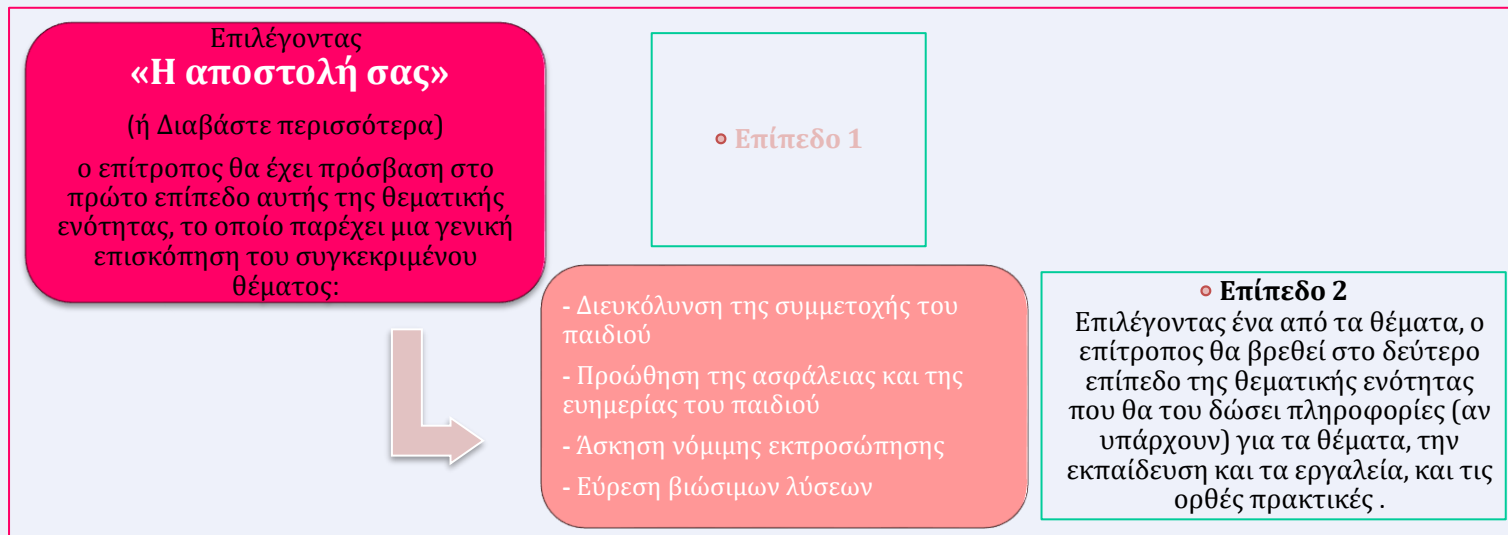 Επιλέγοντας
«Η αποστολή σας»
(ή Διαβάστε περισσότερα)
ο επίτροπος θα έχει πρόσβαση στο
πρώτο επίπεδο αυτής της θεματικής
ενότητας, το οποίο παρέχει μια γενική
επισκόπηση του συγκεκριμένου
θέματος:
Επίπεδο 1
- Διευκόλυνση της συμμετοχής του
παιδιού
- Προώθηση της ασφάλειας και της
ευημερίας του παιδιού
- Άσκηση νόμιμης εκπροσώπησης
- Εύρεση βιώσιμων λύσεων
Επίπεδο 2
Επιλέγοντας ένα από τα θέματα, ο
επίτροπος θα βρεθεί στο δεύτερο
επίπεδο της θεματικής ενότητας
που θα του δώσει πληροφορίες (αν
υπάρχουν) για τα θέματα, την
εκπαίδευση και τα εργαλεία, και τις
ορθές πρακτικές .